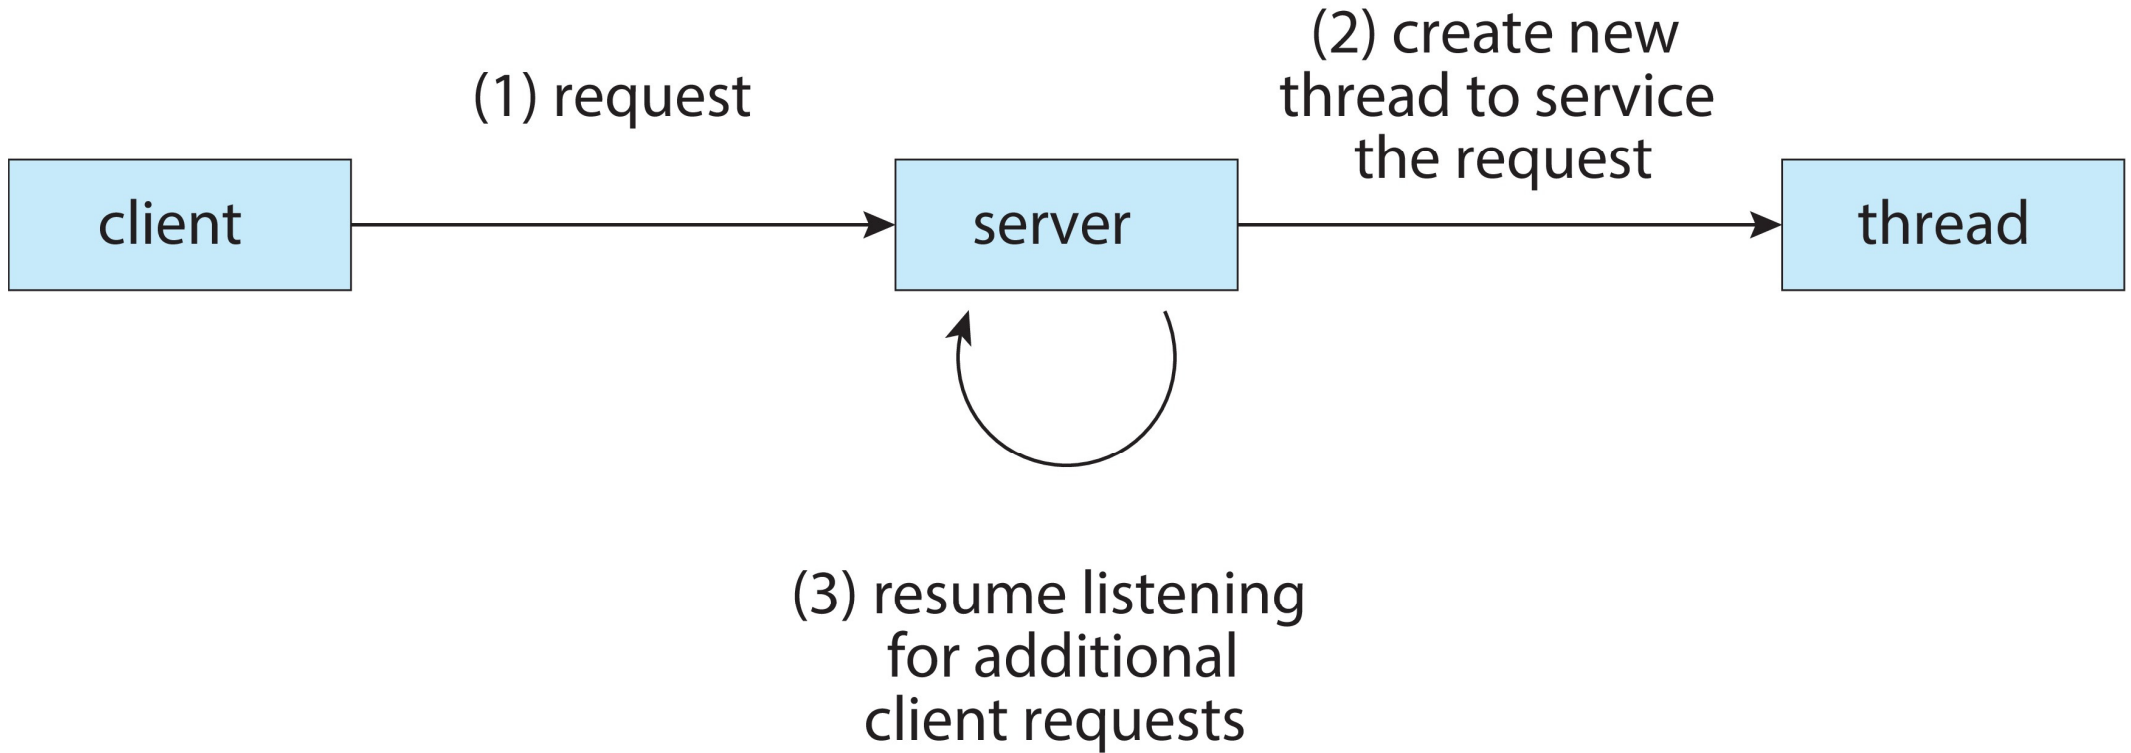 (1) request
(2) create new
thread to service
the request
client
server
thread
(3) resume listening
for additional
client requests